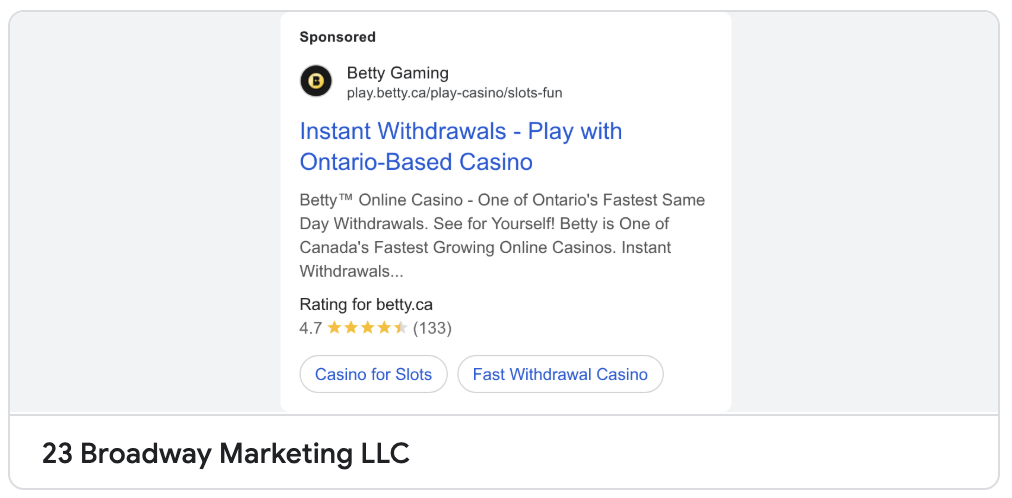 Sponsored
B
Betty Gaming
play.betty.ca/play-casino/slots-fun
Instant Withdrawals - Play with
Ontario-Based Casino
Betty™ Online Casino - One of Ontario's Fastest Same
Day Withdrawals. See for Yourself! Betty is One of
Canada's Fastest Growing Online Casinos. Instant
Withdrawals...
Rating for betty.ca
4.7 ★★★★★ (133)
Casino for Slots Fast Withdrawal Casino
23 Broadway Marketing LLC